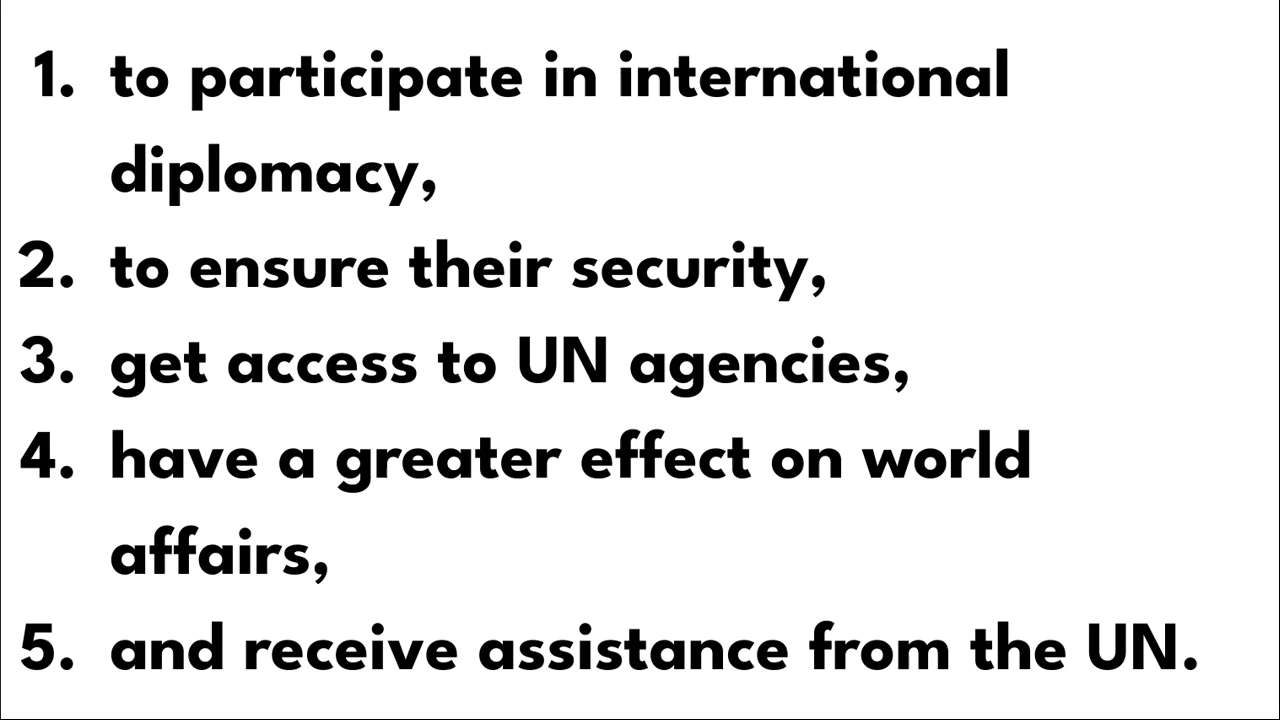 1. to participate in international
diplomacy,
2. to ensure their security,
3. get access to UN agencies,
4. have a greater effect on world
affairs,
5. and receive assistance from the UN.